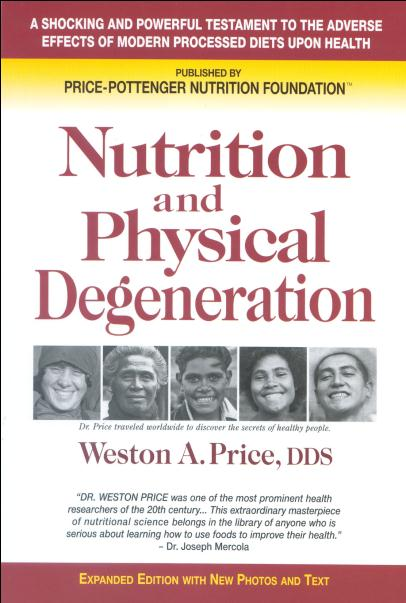 A SHOCKING AND POWERFUL TESTAMENT TO THE ADVERSE
EFFECTS OF MODERN PROCESSED DIETS UPON HEALTH
PUBLISHED BY
PRICE-POTTENGER NUTRITION FOUNDATION™
Nutrition
and
Physical
Degeneration
Dr. Price traveled worldwide to discover the secrets of healthy people.
Weston A. Price, DDS
"DR. WESTON PRICE was one of the most prominent health
researchers of the 20th century... This extraordinary masterpiece
of nutritional science belongs in the library of anyone who is
serious about learning how to use foods to improve their health."
– Dr. Joseph Mercola
EXPANDED EDITION WITH NEW PHOTOS AND TEXT